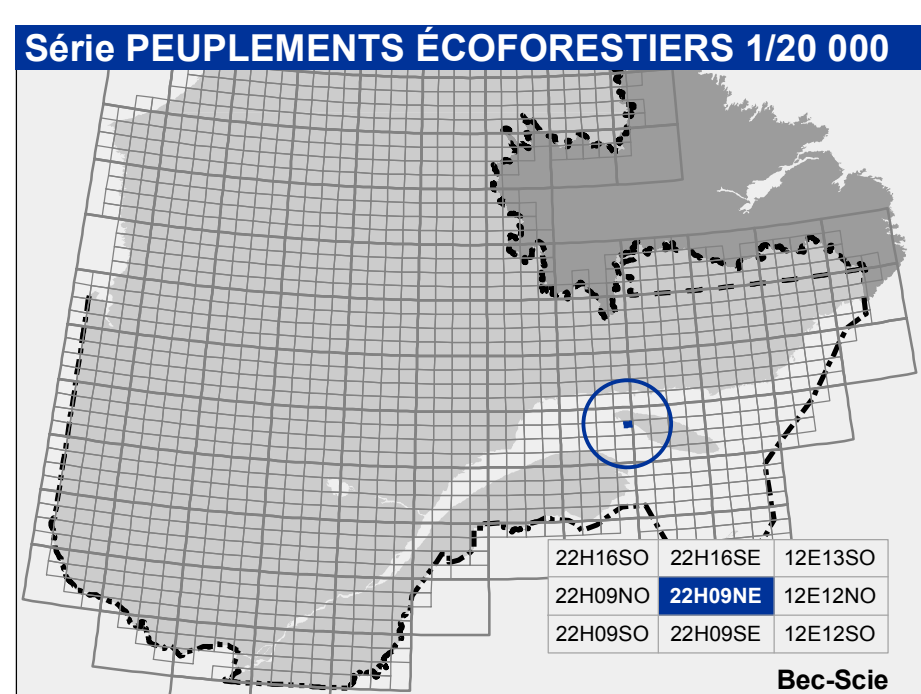 Série PEUPLEMENTS ÉCOFORESTIERS 1/20 000
22H16SO 22H16SE 12E13SO
22H09NO 22H09NE 12E12NO
22H09SO 22H09SE 12E12SO
Bec-Scie